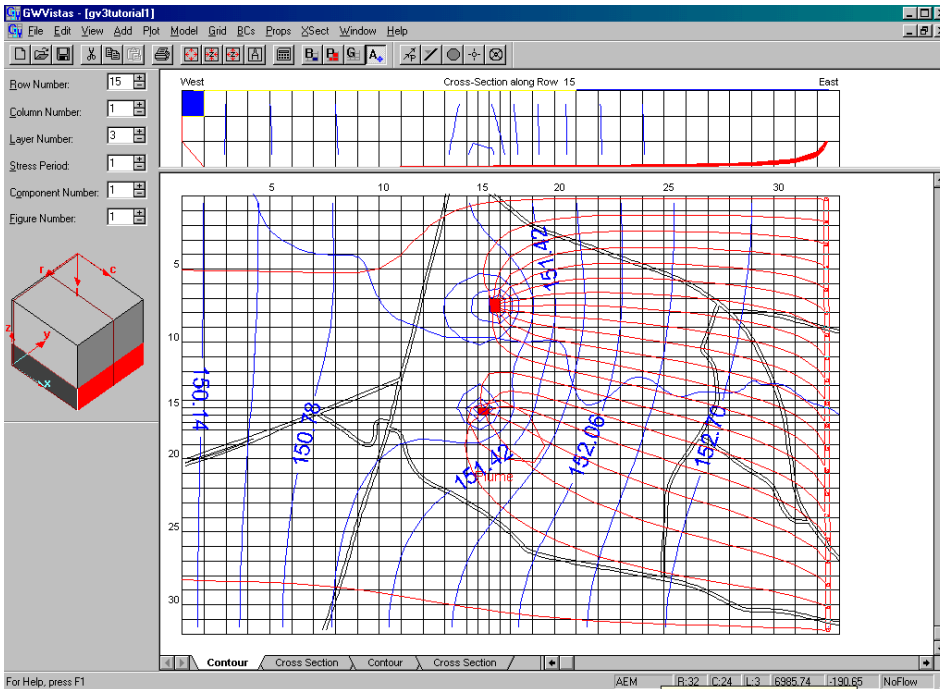 GWVistas - [gv3tutorial1]
File Edit View Add Plot Model Grid BCs Props XSect Window Help
B G A
Row Number: 15
Column Number: 1
Layer Number: 3
Stress Period: 1
Component Number: 1
Figure Number: 1
r c
l
z y
x
West Cross-Section along Row 15 East
5 10 15 20 25 30
5
10
15
20
25
30
151.42
150.14
150.78
151.42
152.06
152.70
Plume
Contour Cross Section Contour Cross Section
For Help, press F1
AEM R:32 C:24 L:3 6985.74 -190.65 NoFlow